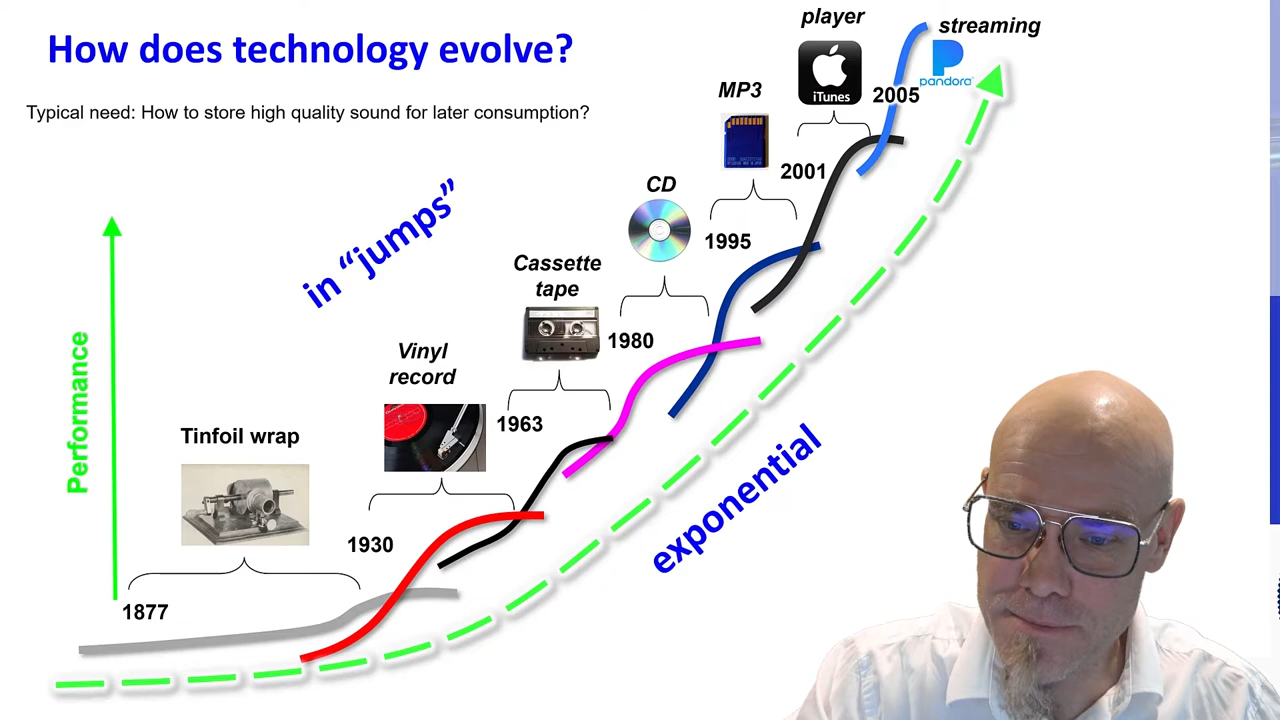 How does technology evolve?
Typical need: How to store high quality sound for later consumption?
player
streaming
iTunes
pandora
2005
MP3
2001
CD
1995
in “jumps”
Cassette
tape
1980
Vinyl
record
1963
Performance
Tinfoil wrap
1930
exponential
1877